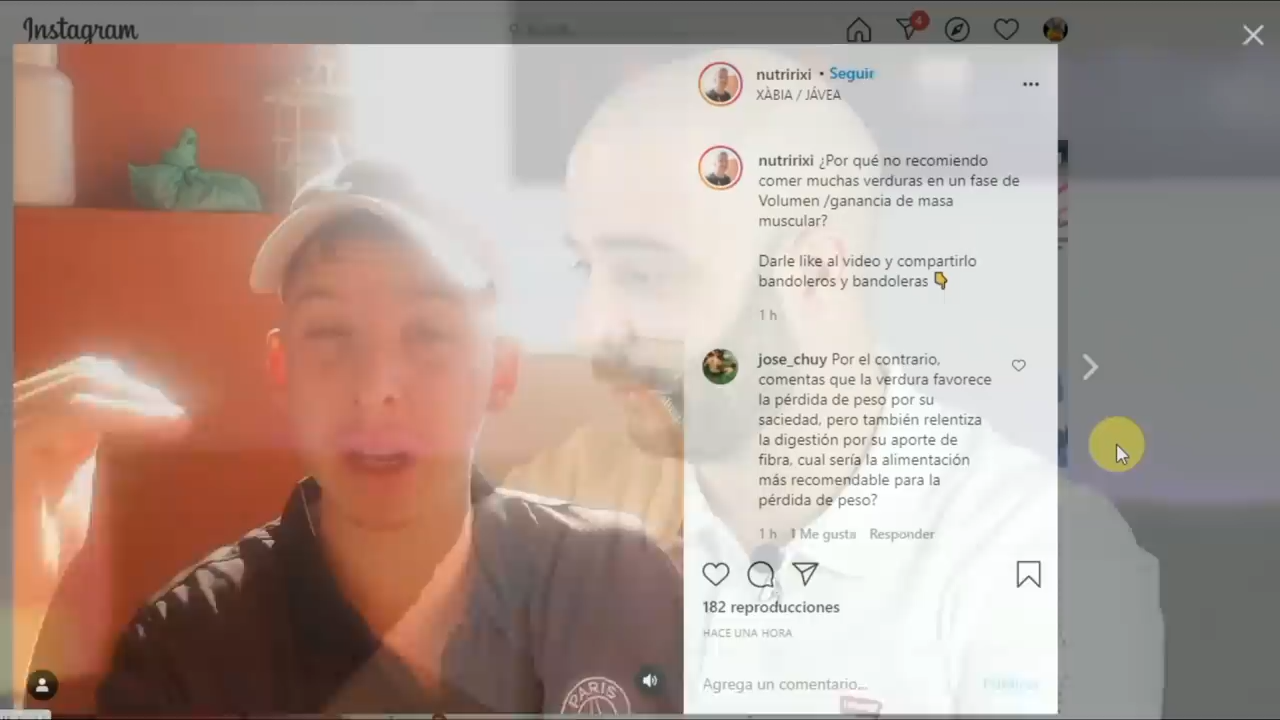 Instagram
4
nutririxi • Seguir
XÀBIA / JÁVEA
nutririxi ¿Por qué no recomiendo
comer muchas verduras en un fase de
Volumen /ganancia de masa
muscular?
Darle like al video y compartirlo
bandoleros y bandoleras
1 h
jose_chuy Por el contrario,
comentas que la verdura favorece
la pérdida de peso por su
saciedad, pero también relentiza
la digestión por su aporte de
fibra, cual sería la alimentación
más recomendable para la
pérdida de peso?
1 h 1 Me gusta Responder
182 reproducciones
HACE UNA HORA
Agrega un comentario...
Publicar
PARIS